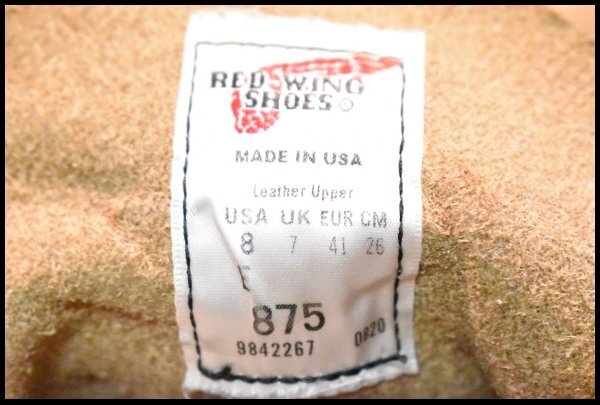 RED WING
SHOES
MADE IN USA
Leather Upper
USA UK EUR CM
8 7 41 26
875
9842267 0820